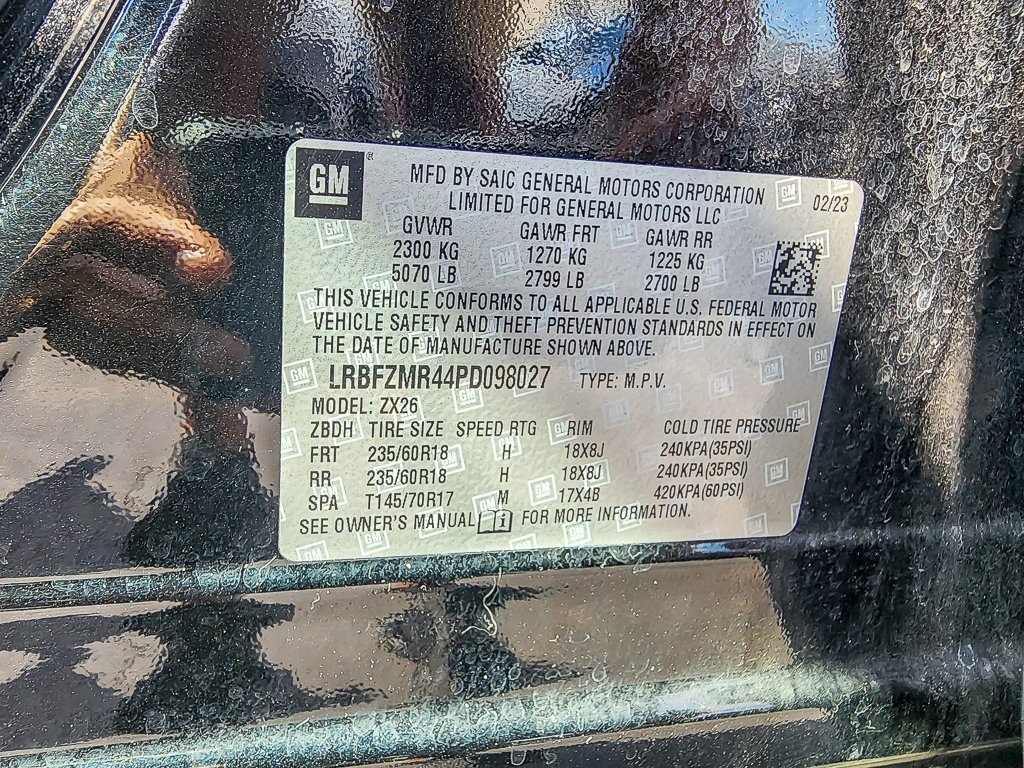 GM®
MFD BY SAIC GENERAL MOTORS CORPORATION
LIMITED FOR GENERAL MOTORS LLC
02/23
GVWR GAWR FRT GAWR RR
2300 KG 1270 KG 1225 KG
5070 LB 2799 LB 2700 LB
THIS VEHICLE CONFORMS TO ALL APPLICABLE U.S. FEDERAL MOTOR
VEHICLE SAFETY AND THEFT PREVENTION STANDARDS IN EFFECT ON
THE DATE OF MANUFACTURE SHOWN ABOVE.
LRBFZMR44PD098027 TYPE: M.P.V.
MODEL: ZX26
ZBDH TIRE SIZE SPEED RTG RIM COLD TIRE PRESSURE
FRT 235/60R18 H 18X8J 240KPA(35PSI)
RR 235/60R18 H 18X8J 240KPA(35PSI)
SPA T145/70R17 M 17X4B 420KPA(60PSI)
SEE OWNER'S MANUAL i FOR MORE INFORMATION.